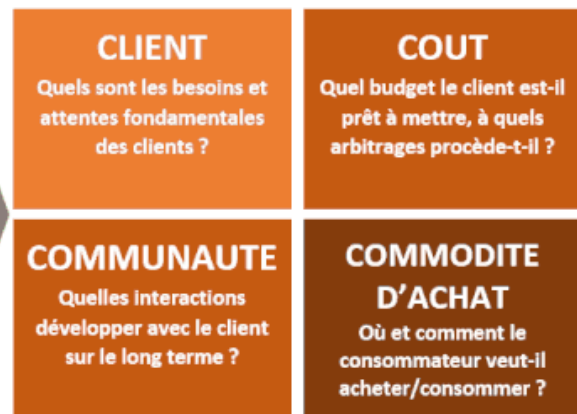 CLIENT
Quels sont les besoins et
attentes fondamentales
des clients ?
COUT
Quel budget le client est-il
prêt à mettre, à quels
arbitrages procède-t-il ?
COMMUNAUTE
Quelles interactions
développer avec le client
sur le long terme ?
COMMODITE
D'ACHAT
Où et comment le
consommateur veut-il
acheter/consommer ?